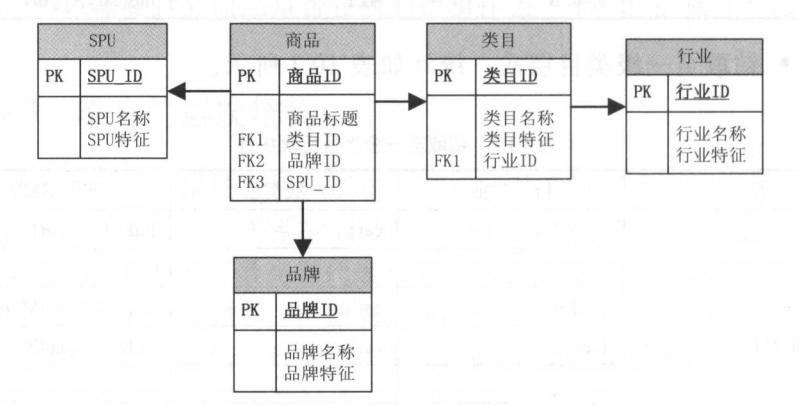 SPU
PK SPU_ID
SPU名称
SPU特征
商品
PK 商品ID
商品标题
FK1 类目ID
FK2 品牌ID
FK3 SPU_ID
类目
PK 类目ID
类目名称
类目特征
FK1 行业ID
行业
PK 行业ID
行业名称
行业特征
品牌
PK 品牌ID
品牌名称
品牌特征